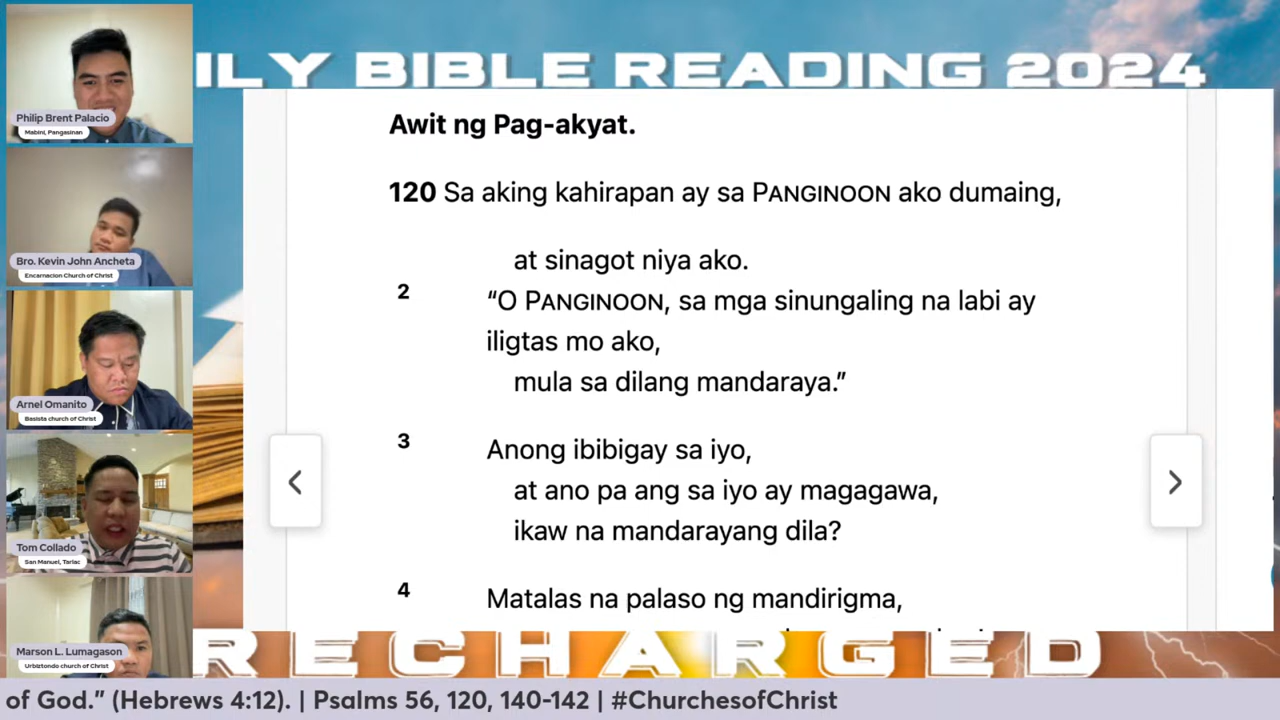 ILY BIBLE READING 2024
Philip Brent Palacio
Mabini, Pangasinan
Bro. Kevin John Ancheta
Encarnacion Church of Christ
Arnel Omanito
Basista church of Christ
Tom Collado
San Manuel, Tarlac
Marson L. Lumagason
Urbiztondo church of Christ
Awit ng Pag-akyat.
120 Sa aking kahirapan ay sa PANGINOON ako dumaing,
at sinagot niya ako.
2 “O PANGINOON, sa mga sinungaling na labi ay
iligtas mo ako,
mula sa dilang mandaraya.”
3 Anong ibibigay sa iyo,
at ano pa ang sa iyo ay magagawa,
ikaw na mandarayang dila?
4 Matalas na palaso ng mandirigma,
RECHARGED
of God.” (Hebrews 4:12). | Psalms 56, 120, 140-142 | #ChurchesofChrist